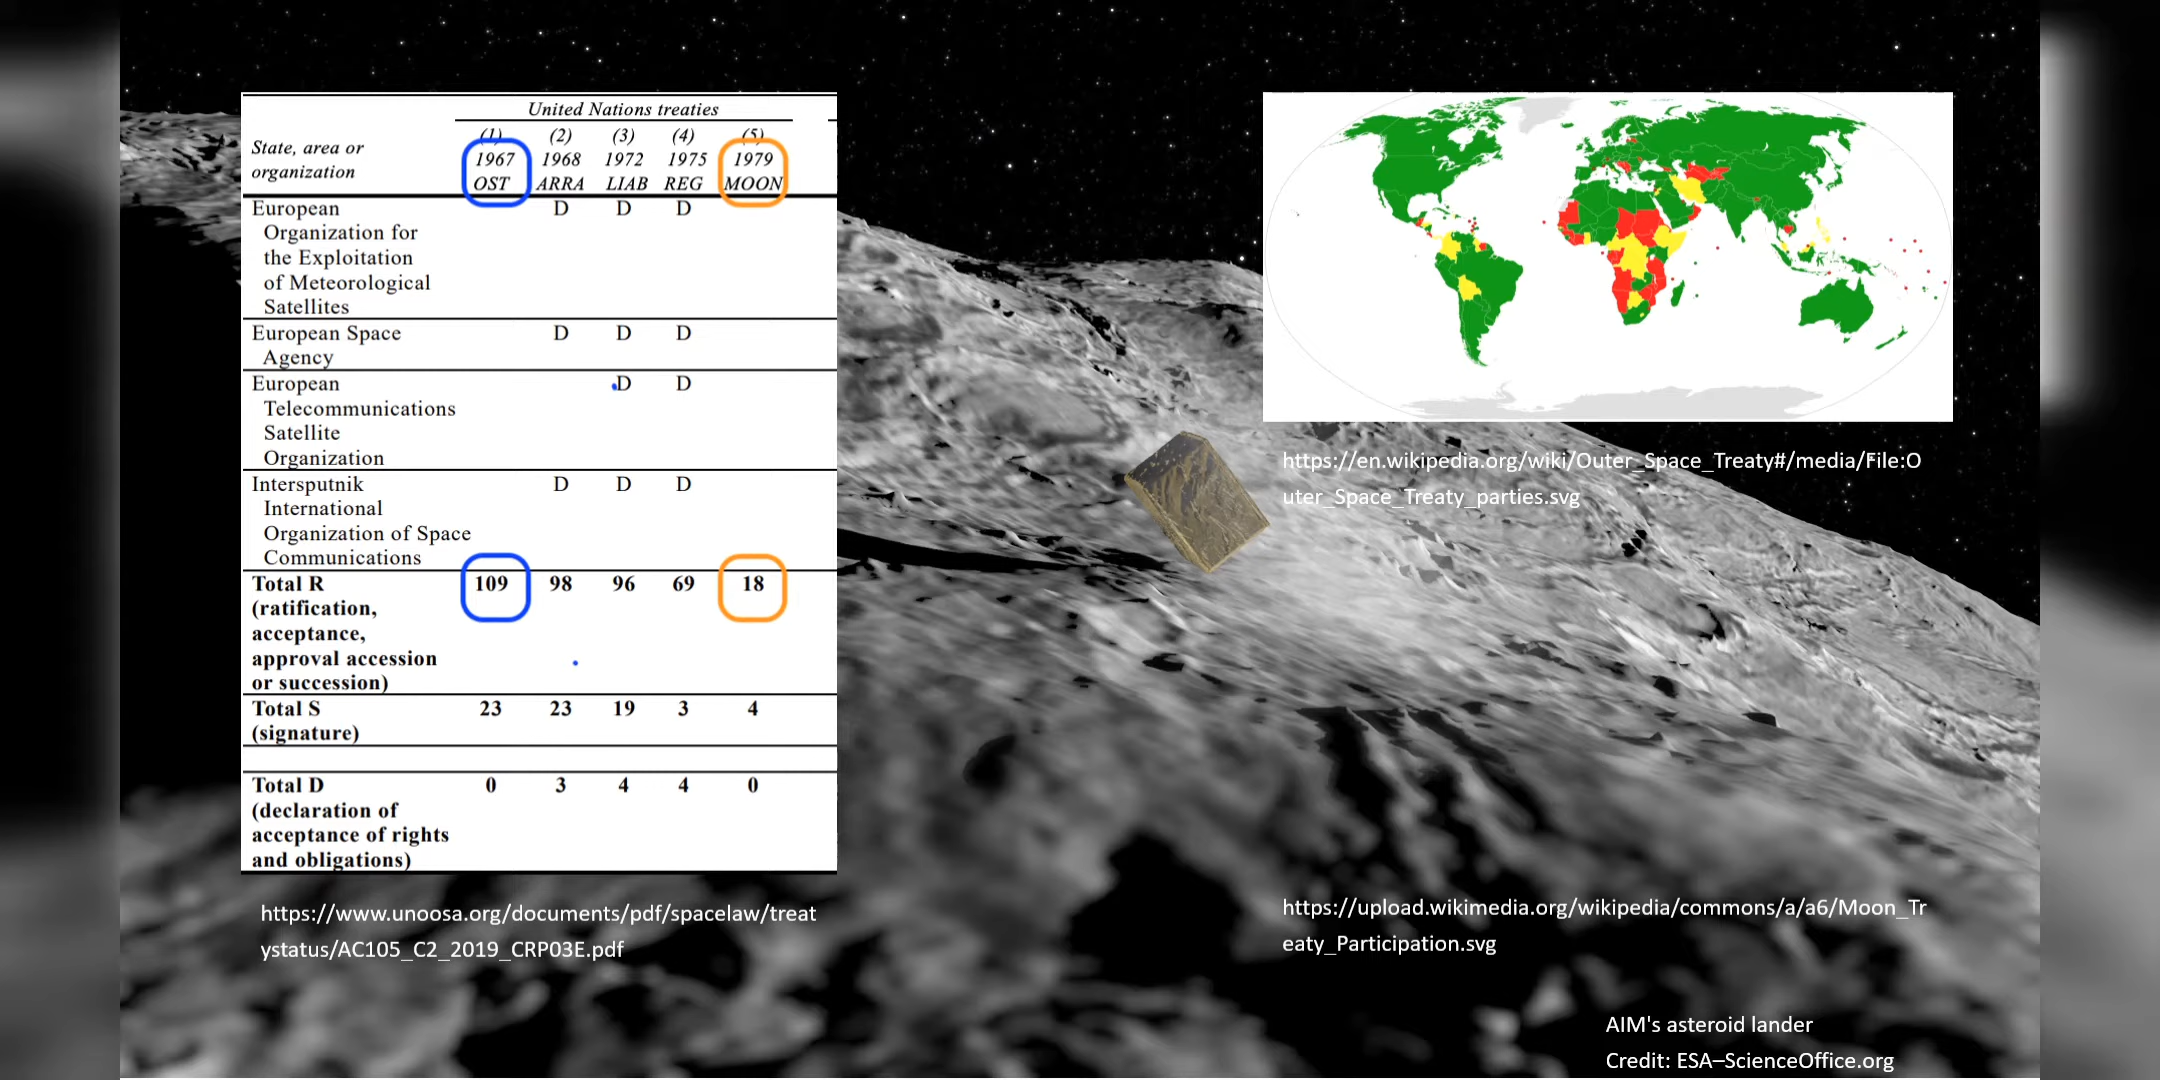 United Nations treaties
State, area or
organization
(1)
1967
OST
(2)
1968
ARRA
(3)
1972
LIAB
(4)
1975
REG
(5)
1979
MOON
European D D D
Organization for
the Exploitation
of Meteorological
Satellites
European Space D D D
Agency
European D D
Telecommunications
Satellite
Organization
Intersputnik D D D
International
Organization of Space
Communications
Total R 109 98 96 69 18
(ratification,
acceptance,
approval accession
or succession)
Total S 23 23 19 3 4
(signature)
Total D 0 3 4 4 0
(declaration of
acceptance of rights
and obligations)
https://www.unoosa.org/documents/pdf/spacelaw/treat
ystatus/AC105_C2_2019_CRP03E.pdf
https://en.wikipedia.org/wiki/Outer_Space_Treaty#/media/File:O
uter_Space_Treaty_parties.svg
https://upload.wikimedia.org/wikipedia/commons/a/a6/Moon_Tr
eaty_Participation.svg
AIM's asteroid lander
Credit: ESA–ScienceOffice.org